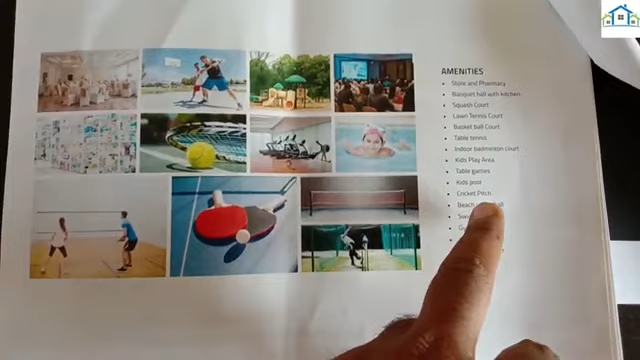 AMENITIES
Store and Pharmacy
Banquet hall with kitchen
Squash Court
Lawn Tennis Court
Basket ball Court
Table tennis
Indoor badminton court
Kids Play Area
Table games
Kids pool
Cricket Pitch
Beach